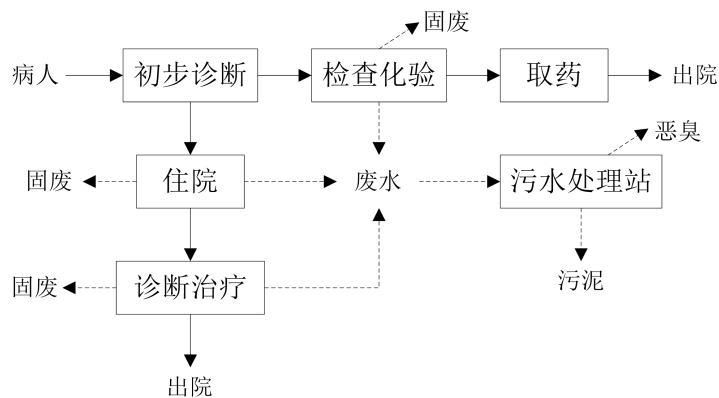 固废
病人
初步诊断
检查化验
取药
出院
恶臭
固废
住院
废水
污水处理站
固废
诊断治疗
污泥
出院